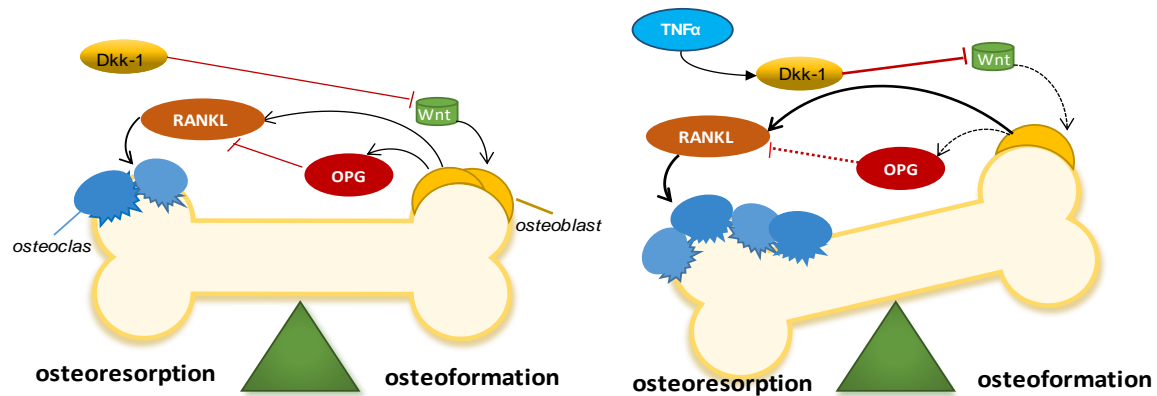 Dkk-1
Wnt
RANKL
OPG
osteoclas
osteoblast
osteoresorption
osteoformation
TNFα
Dkk-1
Wnt
RANKL
OPG
osteoresorption
osteoformation